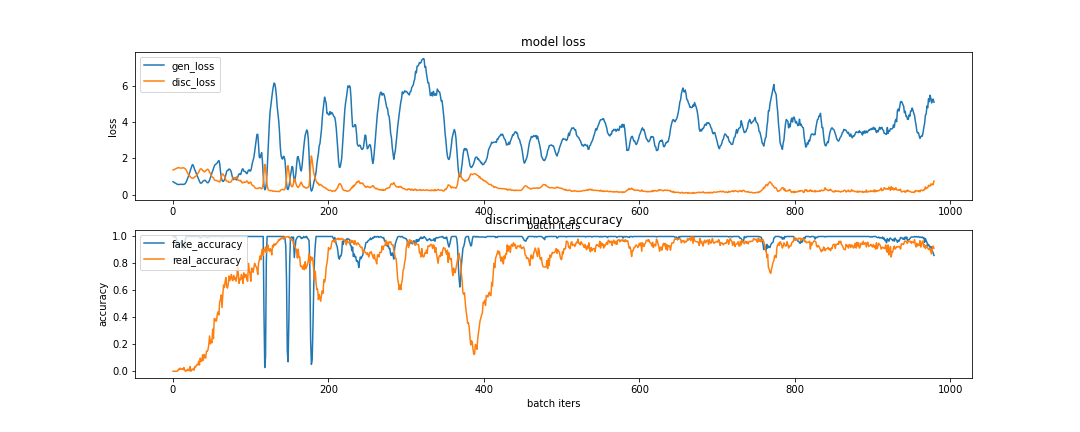 model loss
gen_loss
disc_loss
loss
6
4
2
0
0 200 400 600 800 1000
batch iters
discriminator accuracy
fake_accuracy
real_accuracy
accuracy
1.0
0.8
0.6
0.4
0.2
0.0
0 200 400 600 800 1000
batch iters